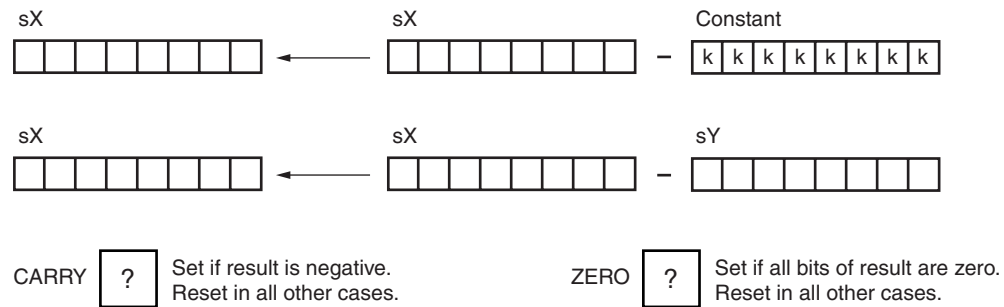 sX sX Constant
← – k k k k k k k k
sX sX sY
← –
CARRY ? Set if result is negative. ZERO ? Set if all bits of result are zero.
Reset in all other cases. Reset in all other cases.